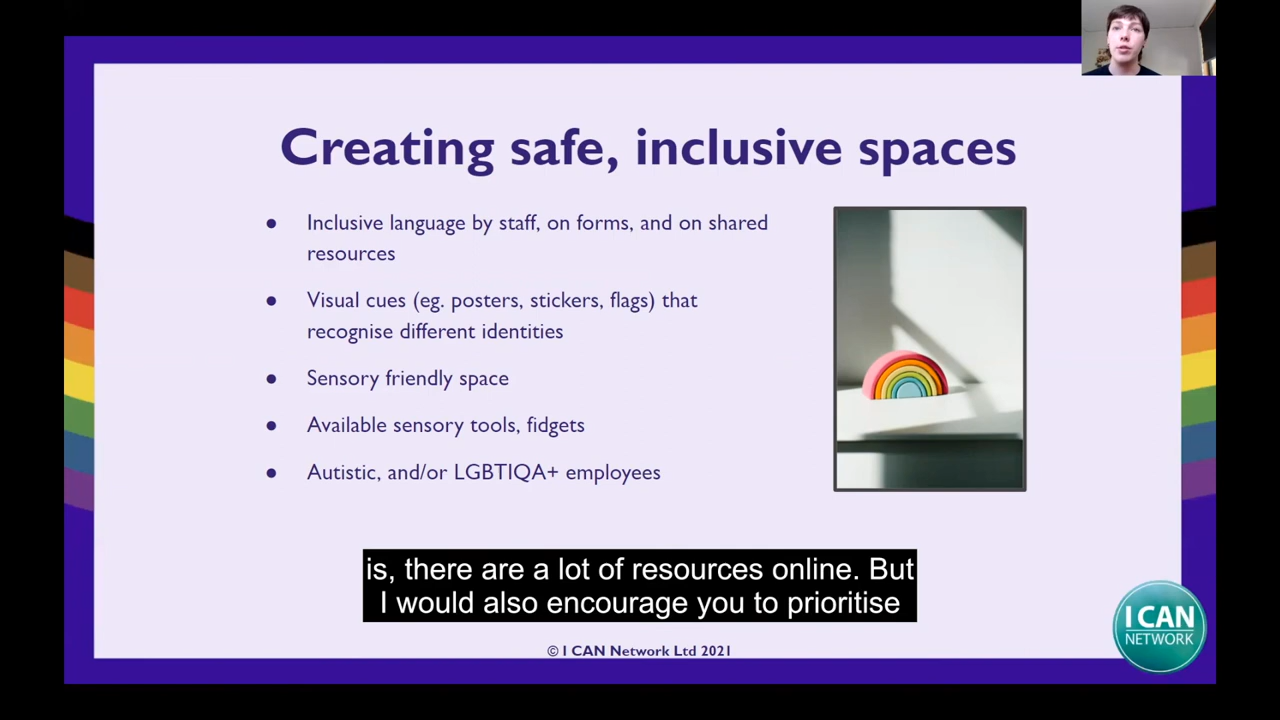 Creating safe, inclusive spaces
● Inclusive language by staff, on forms, and on shared
resources
● Visual cues (eg. posters, stickers, flags) that
recognise different identities
● Sensory friendly space
● Available sensory tools, fidgets
● Autistic, and/or LGBTIQA+ employees
is, there are a lot of resources online. But
I would also encourage you to prioritise
© I CAN Network Ltd 2021
I CAN
NETWORK